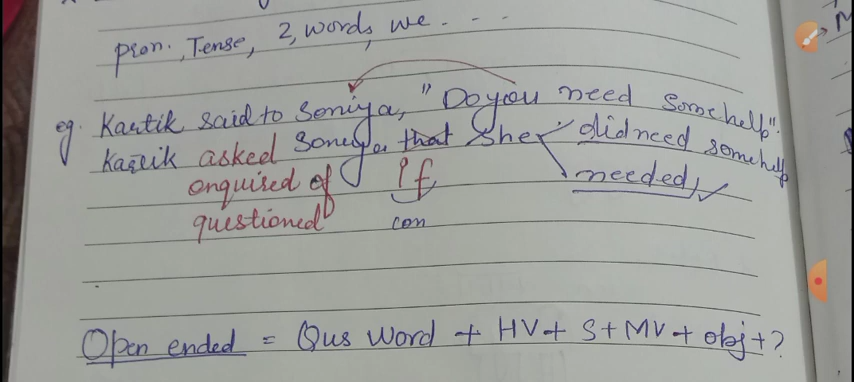 pron., Tense, 2, words, we - - -
eg. Kartik said to Soniya, "Do you need some help".
Kartik asked Soniya that she did need some help
enquired of if needed, ✓
questioned con
Open ended = Qus word + HV + S + MV + obj + ?